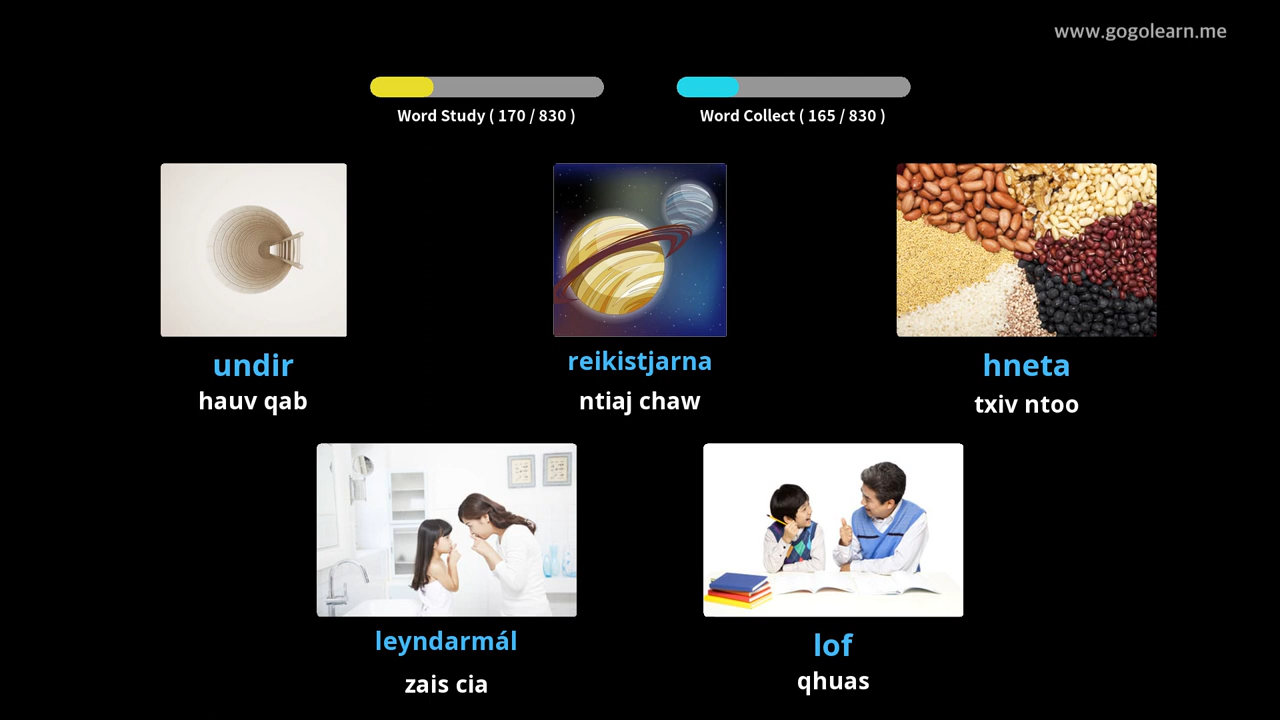 www.gogolearn.me
Word Study ( 170 / 830 )
Word Collect ( 165 / 830 )
undir
hauv qab
reikistjarna
ntiaj chaw
hneta
txiv ntoo
leyndarmál
zais cia
lof
qhuas